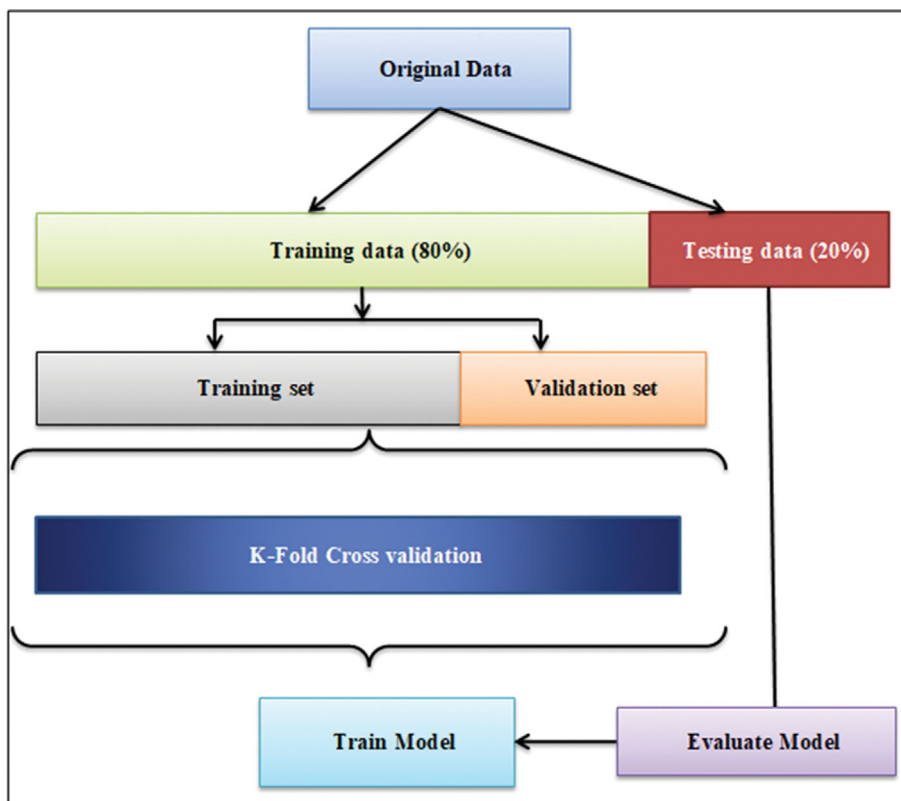 Original Data
Training data (80%)
Testing data (20%)
Training set
Validation set
K-Fold Cross validation
Train Model
Evaluate Model